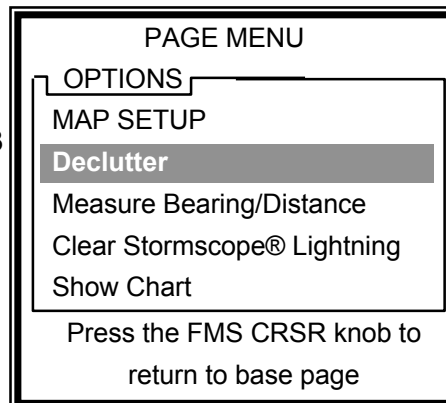 PAGE MENU
OPTIONS
MAP SETUP
Declutter
Measure Bearing/Distance
Clear Stormscope® Lightning
Show Chart
Press the FMS CRSR knob to
return to base page